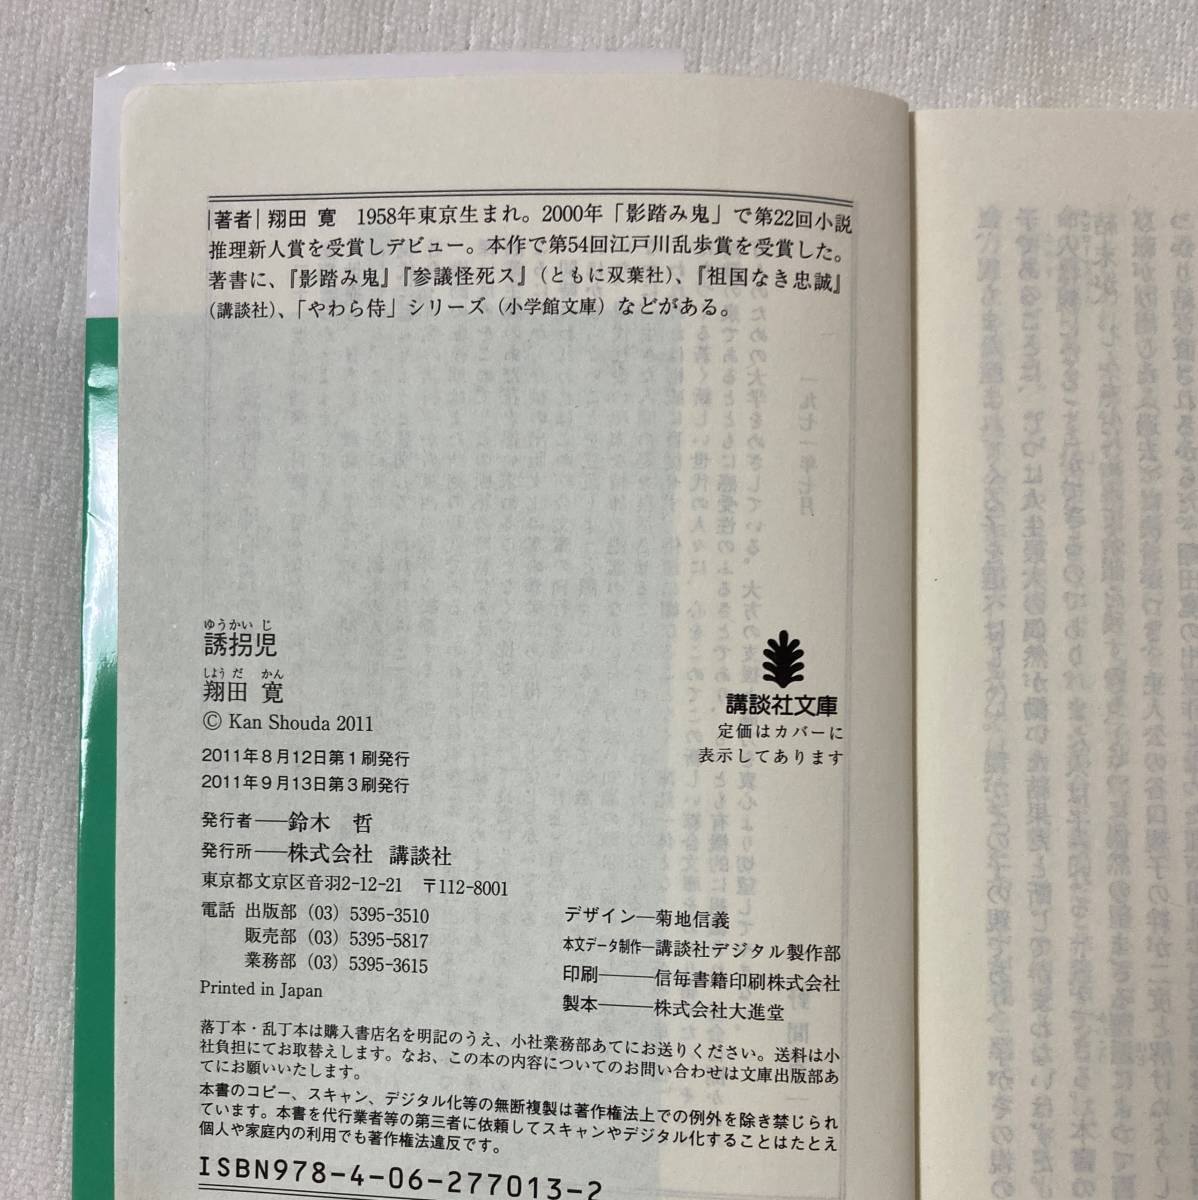 |著者|翔田 寛　1958年東京生まれ。2000年「影踏み鬼」で第22回小説
推理新人賞を受賞しデビュー。本作で第54回江戸川乱歩賞を受賞した。
著書に、『影踏み鬼』『参議怪死ス』(ともに双葉社)、『祖国なき忠誠』
(講談社)、「やわら侍」シリーズ(小学館文庫)などがある。
ゆうかい じ
誘拐児
しようだ かん
翔田 寛
© Kan Shouda 2011
2011年8月12日第1刷発行
2011年9月13日第3刷発行
講談社文庫
定価はカバーに
表示してあります
発行者——鈴木 哲
発行所——株式会社 講談社
東京都文京区音羽2-12-21 〒112-8001
電話 出版部 (03) 5395-3510
販売部 (03) 5395-5817
業務部 (03) 5395-3615
Printed in Japan
デザイン—菊地信義
本文データ制作—講談社デジタル製作部
印刷———信毎書籍印刷株式会社
製本———株式会社大進堂
落丁本・乱丁本は購入書店名を明記のうえ、小社業務部あてにお送りください。送料は小
社負担にてお取替えします。なお、この本の内容についてのお問い合わせは文庫出版部あ
てにお願いいたします。
本書のコピー、スキャン、デジタル化等の無断複製は著作権法上での例外を除き禁じられ
ています。本書を代行業者等の第三者に依頼してスキャンやデジタル化することはたとえ
個人や家庭内の利用でも著作権法違反です。
ISBN978-4-06-277013-2